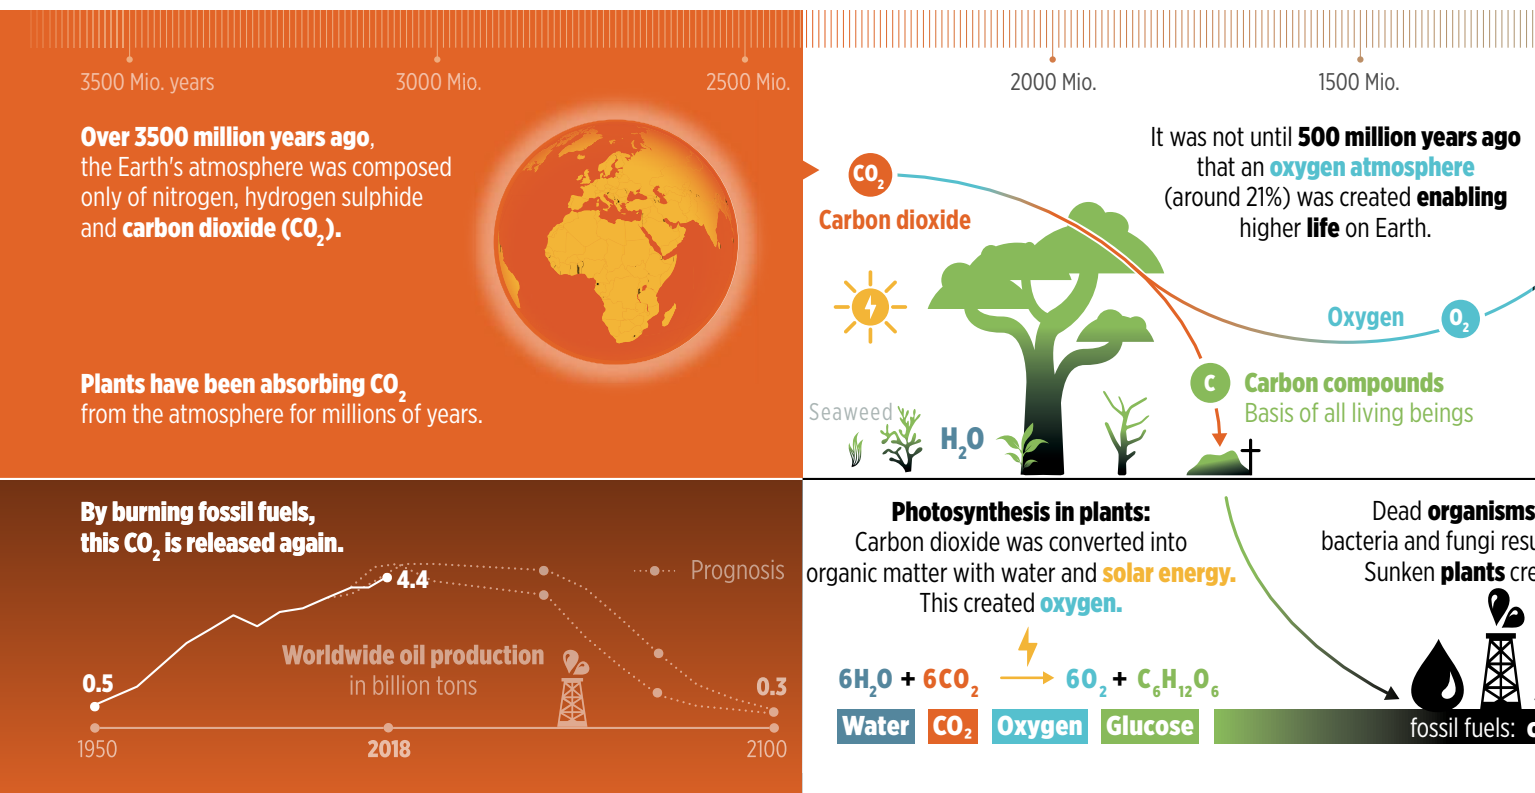 3500 Mio. years
3000 Mio.
2500 Mio.
2000 Mio.
1500 Mio.
Over 3500 million years ago,
the Earth's atmosphere was composed
only of nitrogen, hydrogen sulphide
and carbon dioxide (CO₂).
Plants have been absorbing CO₂
from the atmosphere for millions of years.
CO₂
Carbon dioxide
It was not until 500 million years ago
that an oxygen atmosphere
(around 21%) was created enabling
higher life on Earth.
Oxygen
O₂
C
Carbon compounds
Basis of all living beings
Seaweed
H₂O
By burning fossil fuels,
this CO₂ is released again.
4.4
Prognosis
Worldwide oil production
in billion tons
0.5
0.3
1950
2018
2100
Photosynthesis in plants:
Carbon dioxide was converted into
organic matter with water and solar energy.
This created oxygen.
6H₂O + 6CO₂ 6O₂ + C₆H₁₂O₆
Water
CO₂
Oxygen
Glucose
Dead organisms
bacteria and fungi
Sunken plants
fossil fuels: